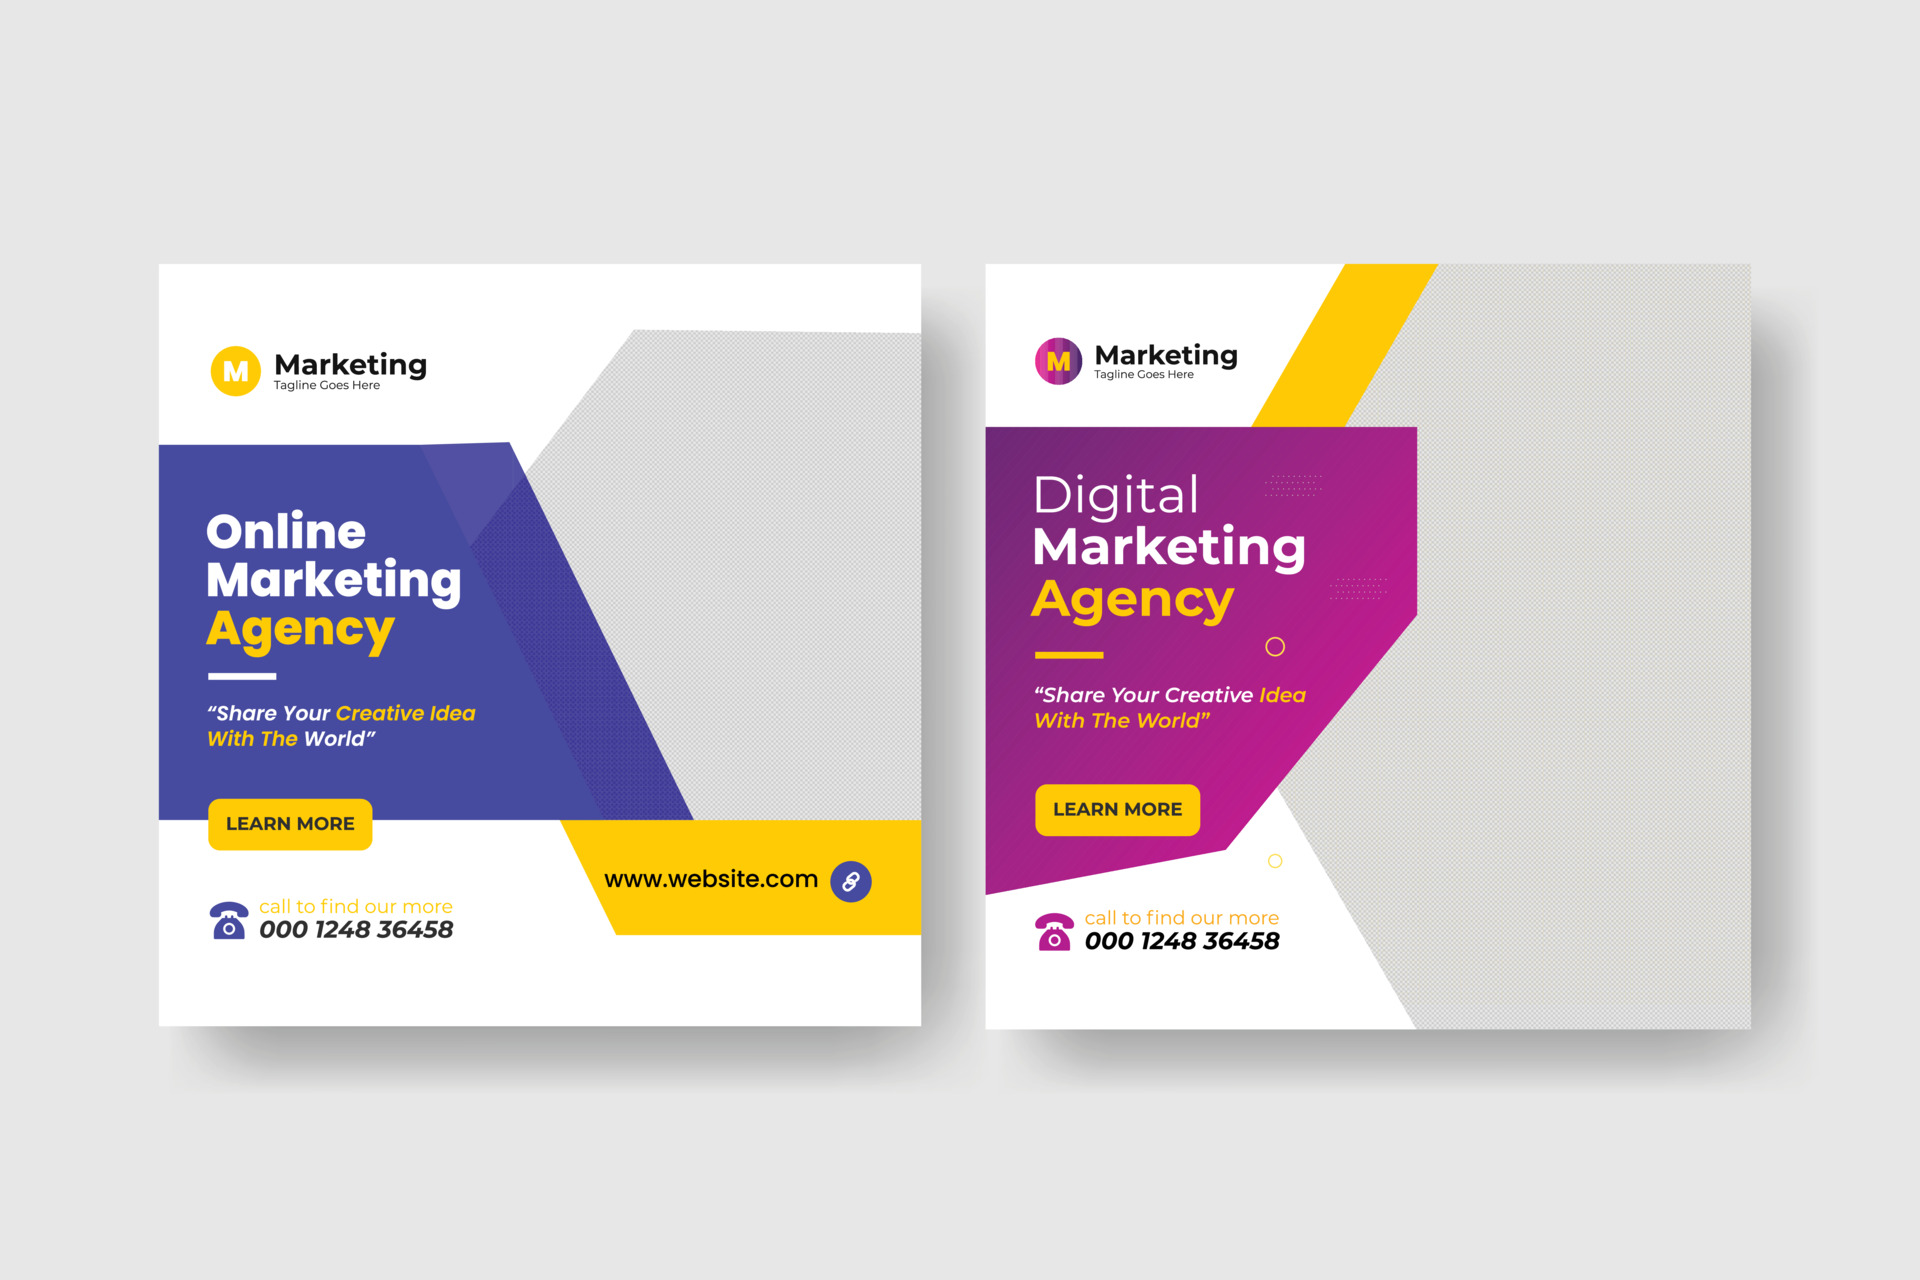 M
Marketing
Tagline Goes Here
Online
Marketing
Agency
“Share Your Creative Idea
With The World”
LEARN MORE
call to find our more
000 1248 36458
www.website.com
M
Marketing
Tagline Goes Here
Digital
Marketing
Agency
“Share Your Creative Idea
With The World”
LEARN MORE
call to find our more
000 1248 36458